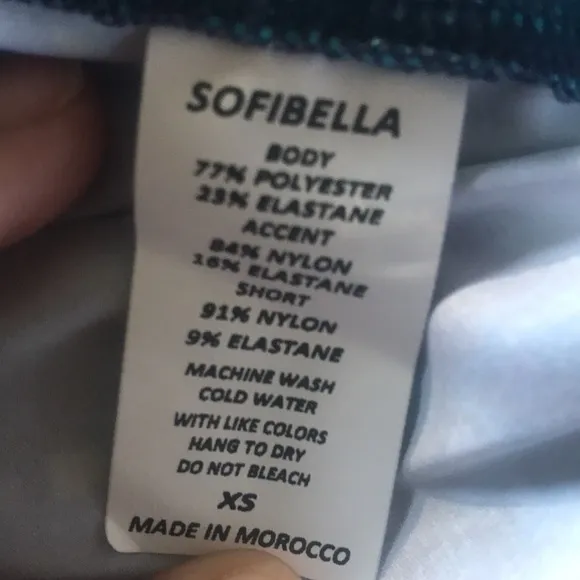 SOFIBELLA
BODY
77% POLYESTER
23% ELASTANE
ACCENT
84% NYLON
16% ELASTANE
SHORT
91% NYLON
9% ELASTANE
MACHINE WASH
COLD WATER
WITH LIKE COLORS
HANG TO DRY
DO NOT BLEACH
XS
MADE IN MOROCCO